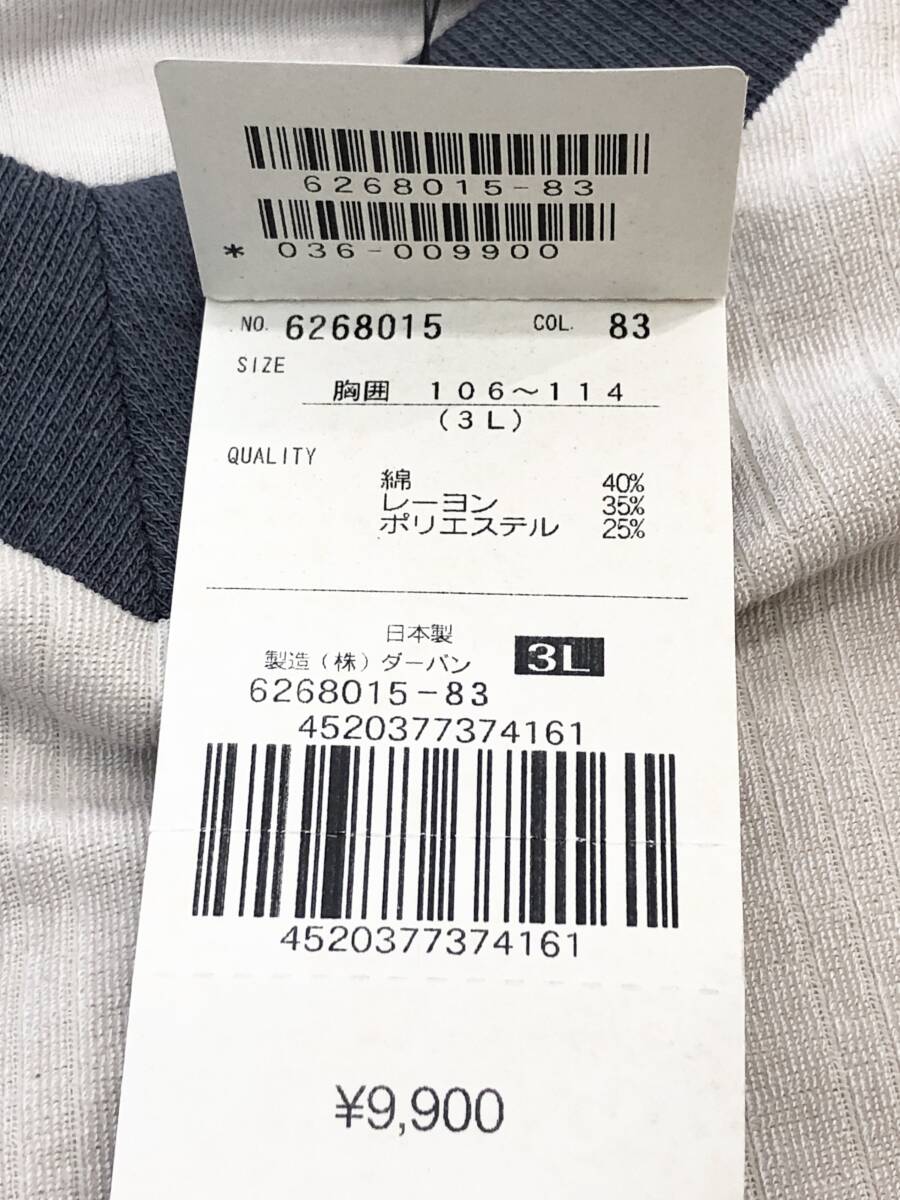 6268015-83
* 036-009900
NO. 6268015 COL. 83
SIZE
胸囲 106～114
(3L)
QUALITY
綿 40%
レーヨン 35%
ポリエステル 25%
日本製
製造(株)ダーバン 3L
6268015-83
4520377374161
4520377374161
¥9,900